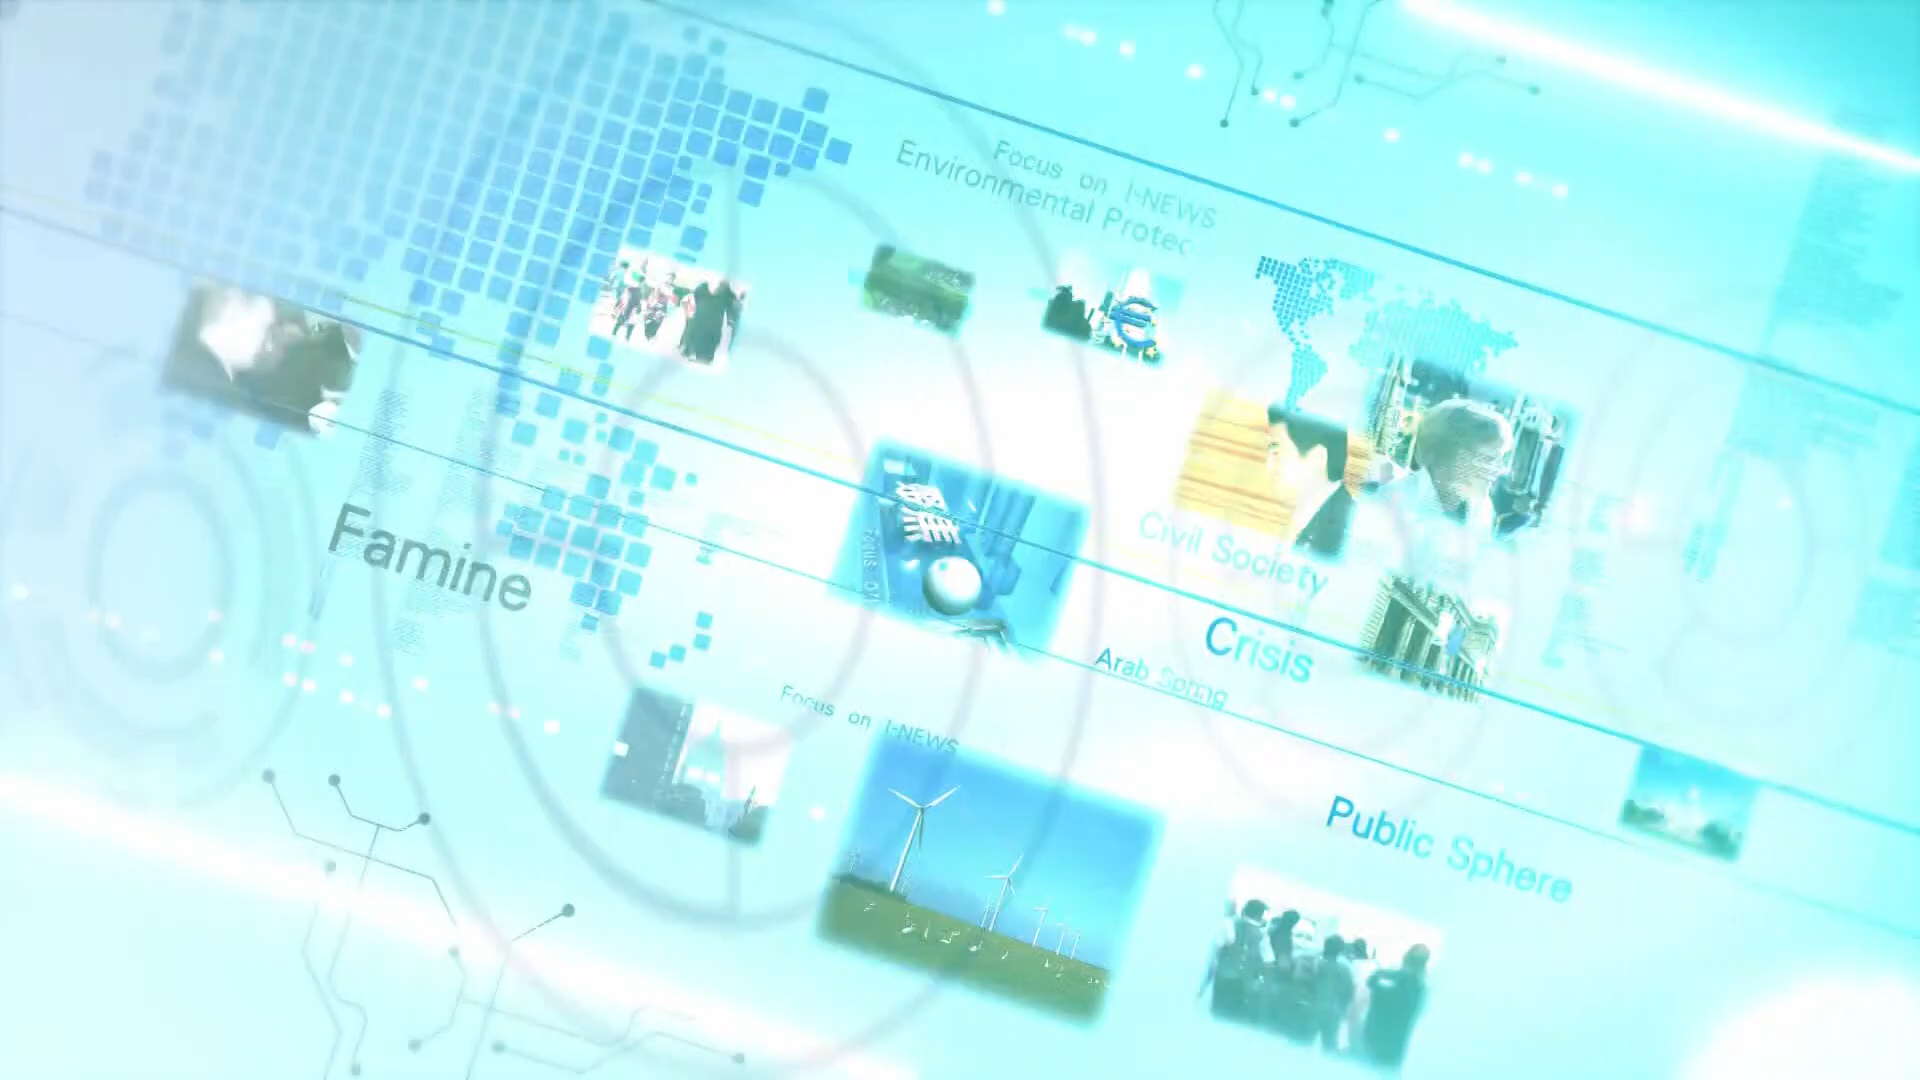 Focus on I-NEWS
Environmental Protec
Famine
Civil Society
Crisis
Arab Spring
Focus on I-NEWS
Public Sphere